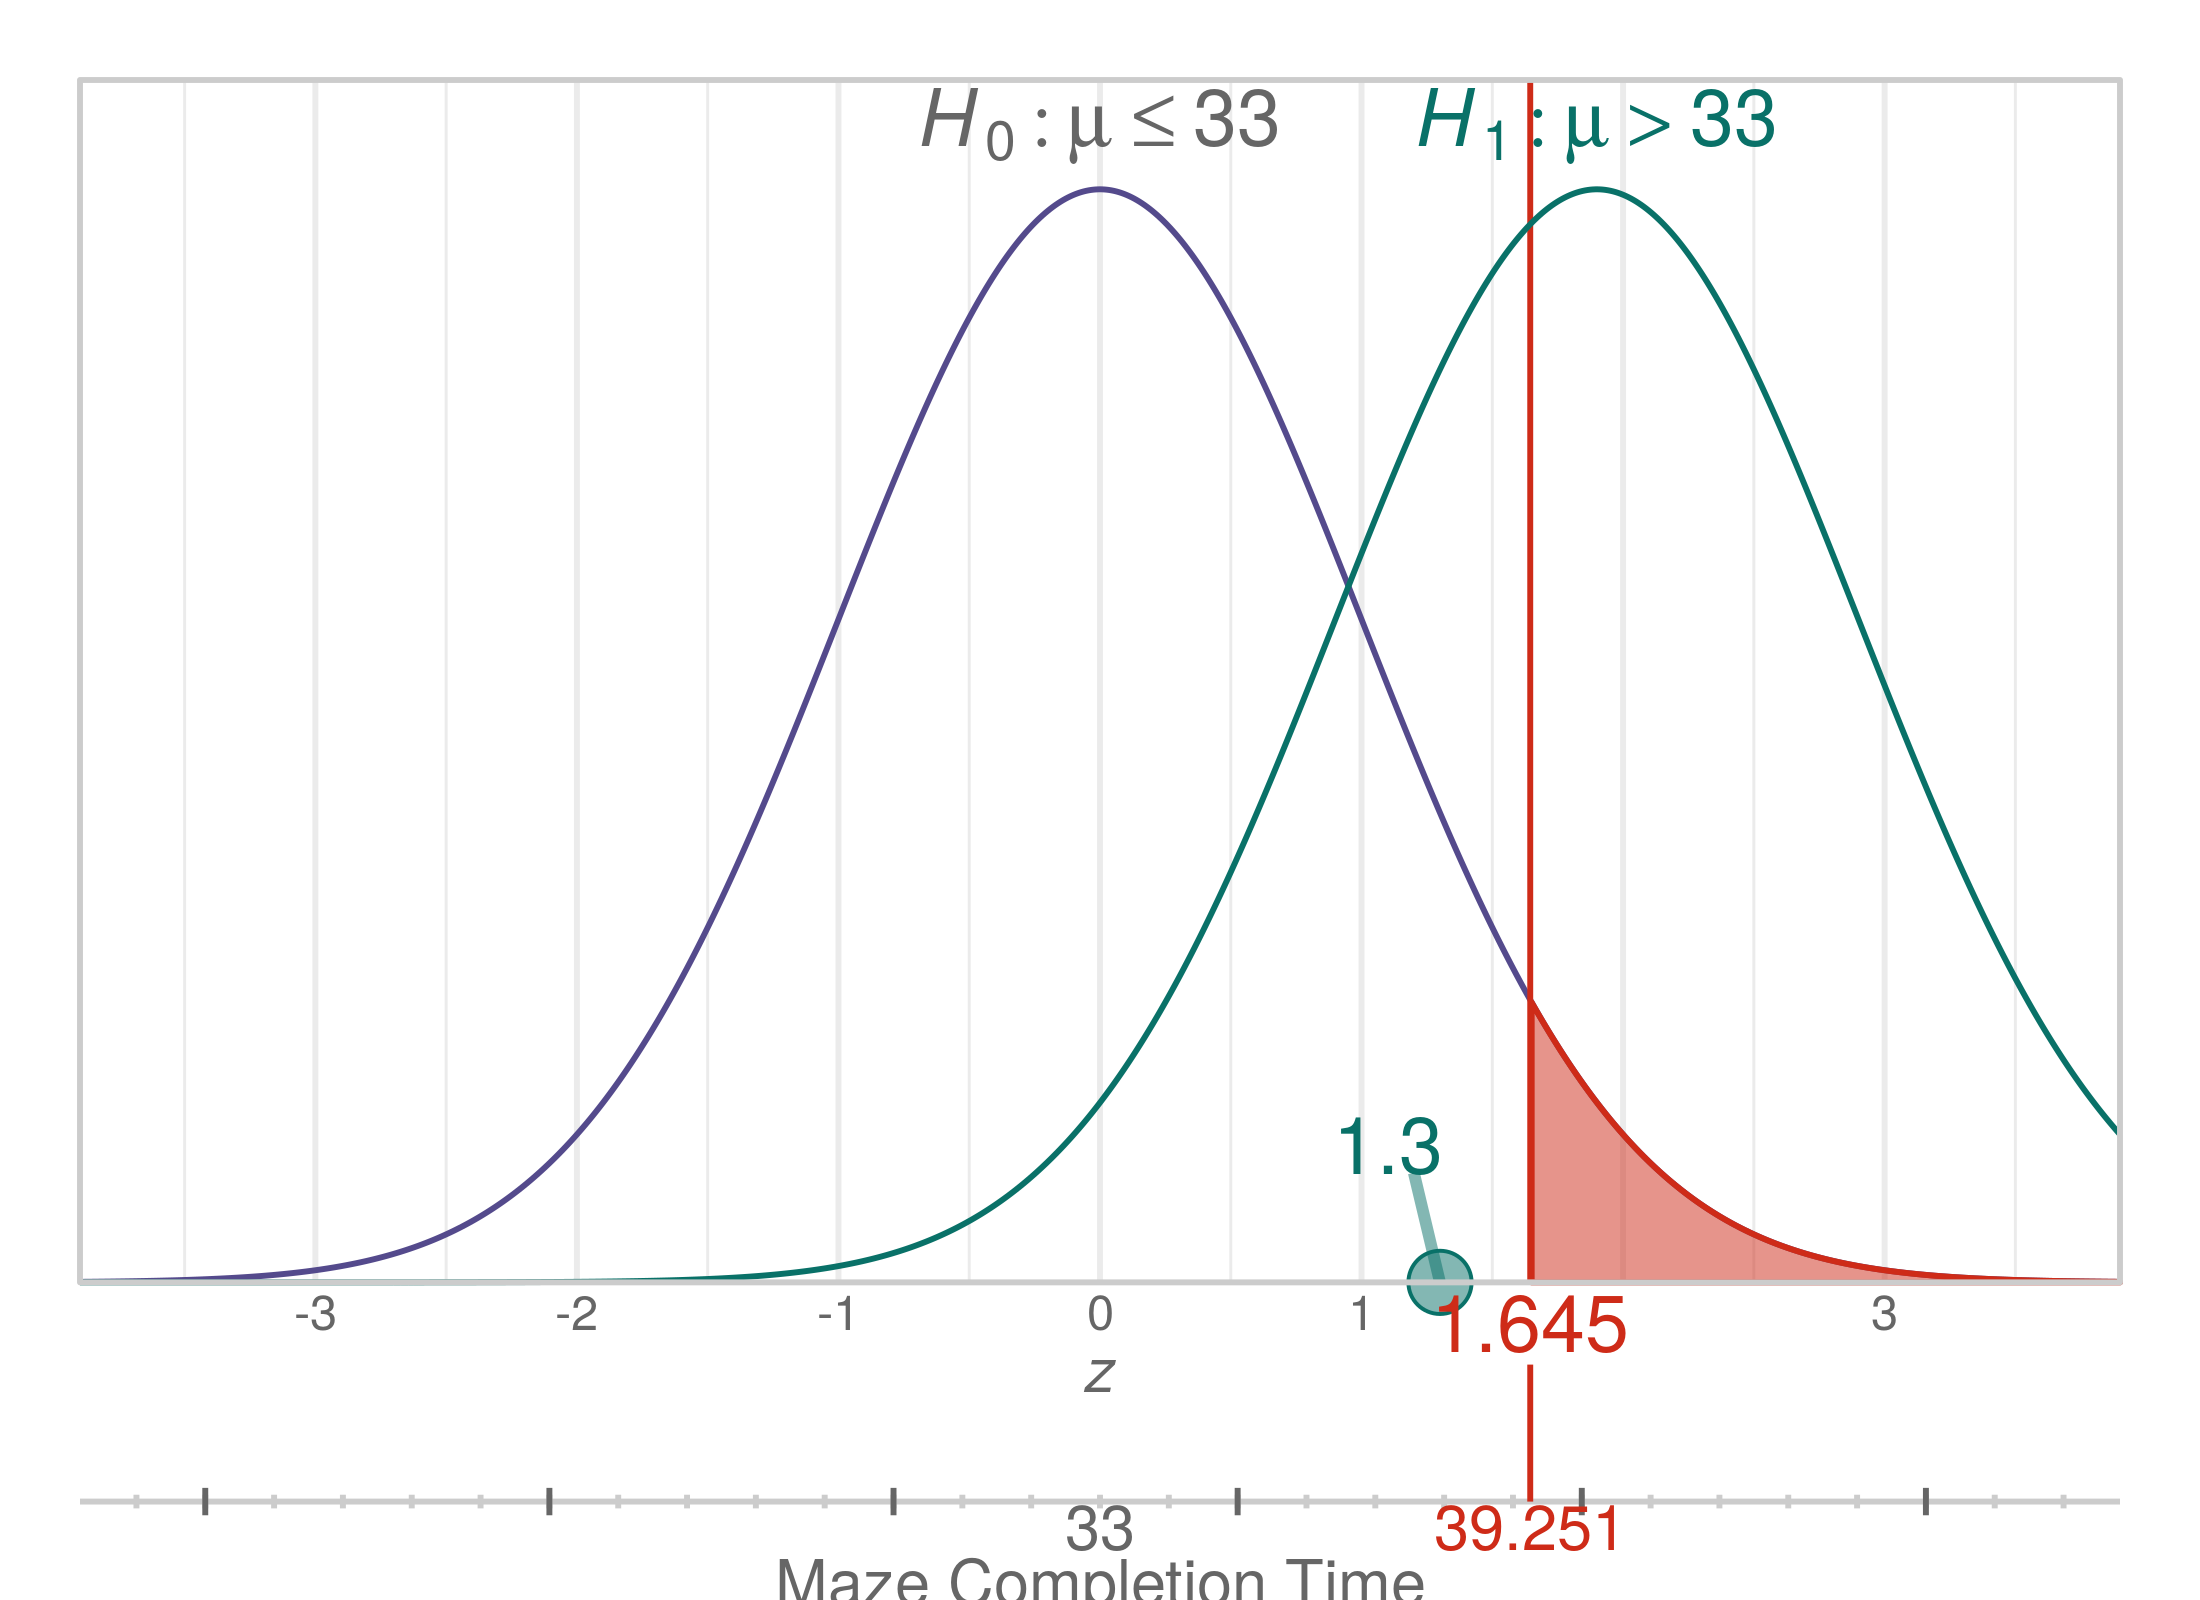 H₀ : μ ≤ 33 H₁ : μ > 33
1.3
-3 -2 -1 0 1 1.645 3
z
33 39.251
Maze Completion Time